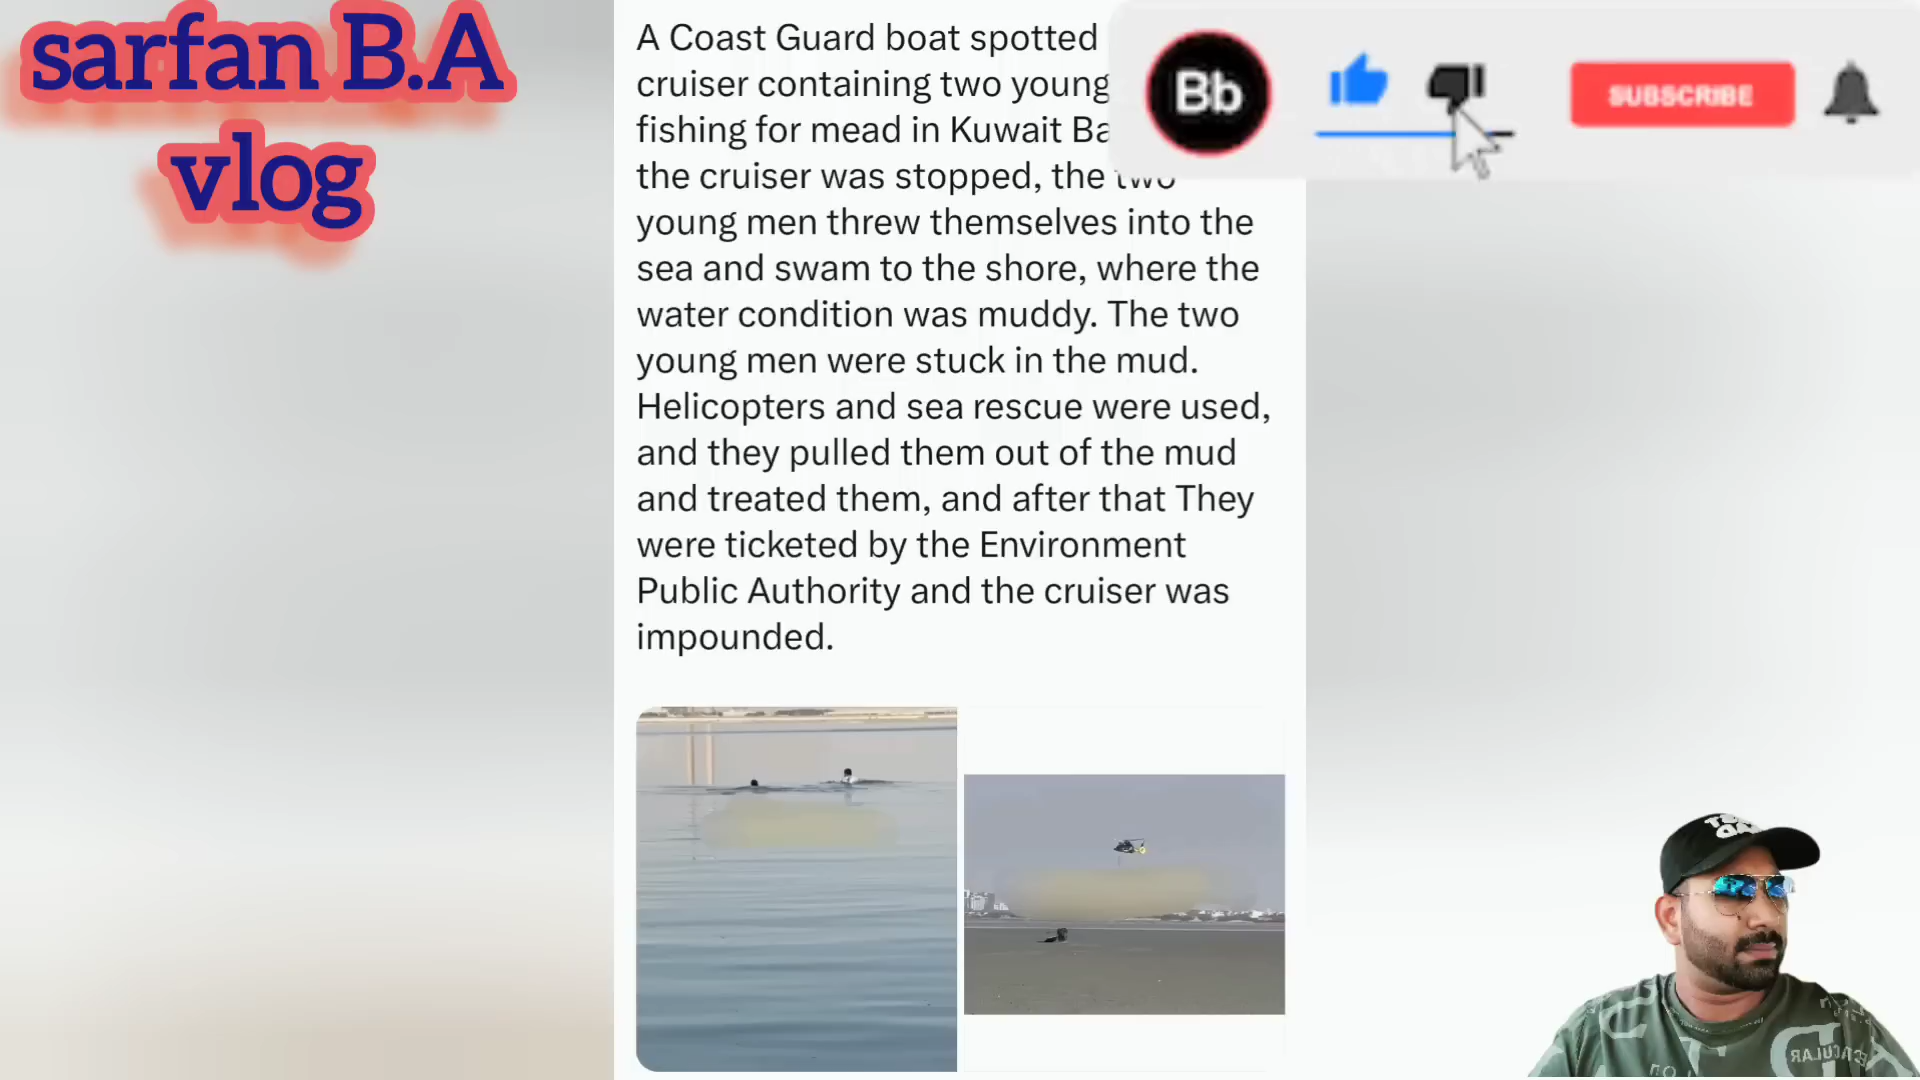 sarfan B.A
vlog
A Coast Guard boat spotted
cruiser containing two young
fishing for mead in Kuwait Ba
the cruiser was stopped, the two
young men threw themselves into the
sea and swam to the shore, where the
water condition was muddy. The two
young men were stuck in the mud.
Helicopters and sea rescue were used,
and they pulled them out of the mud
and treated them, and after that They
were ticketed by the Environment
Public Authority and the cruiser was
impounded.
Bb
SUBSCRIBE